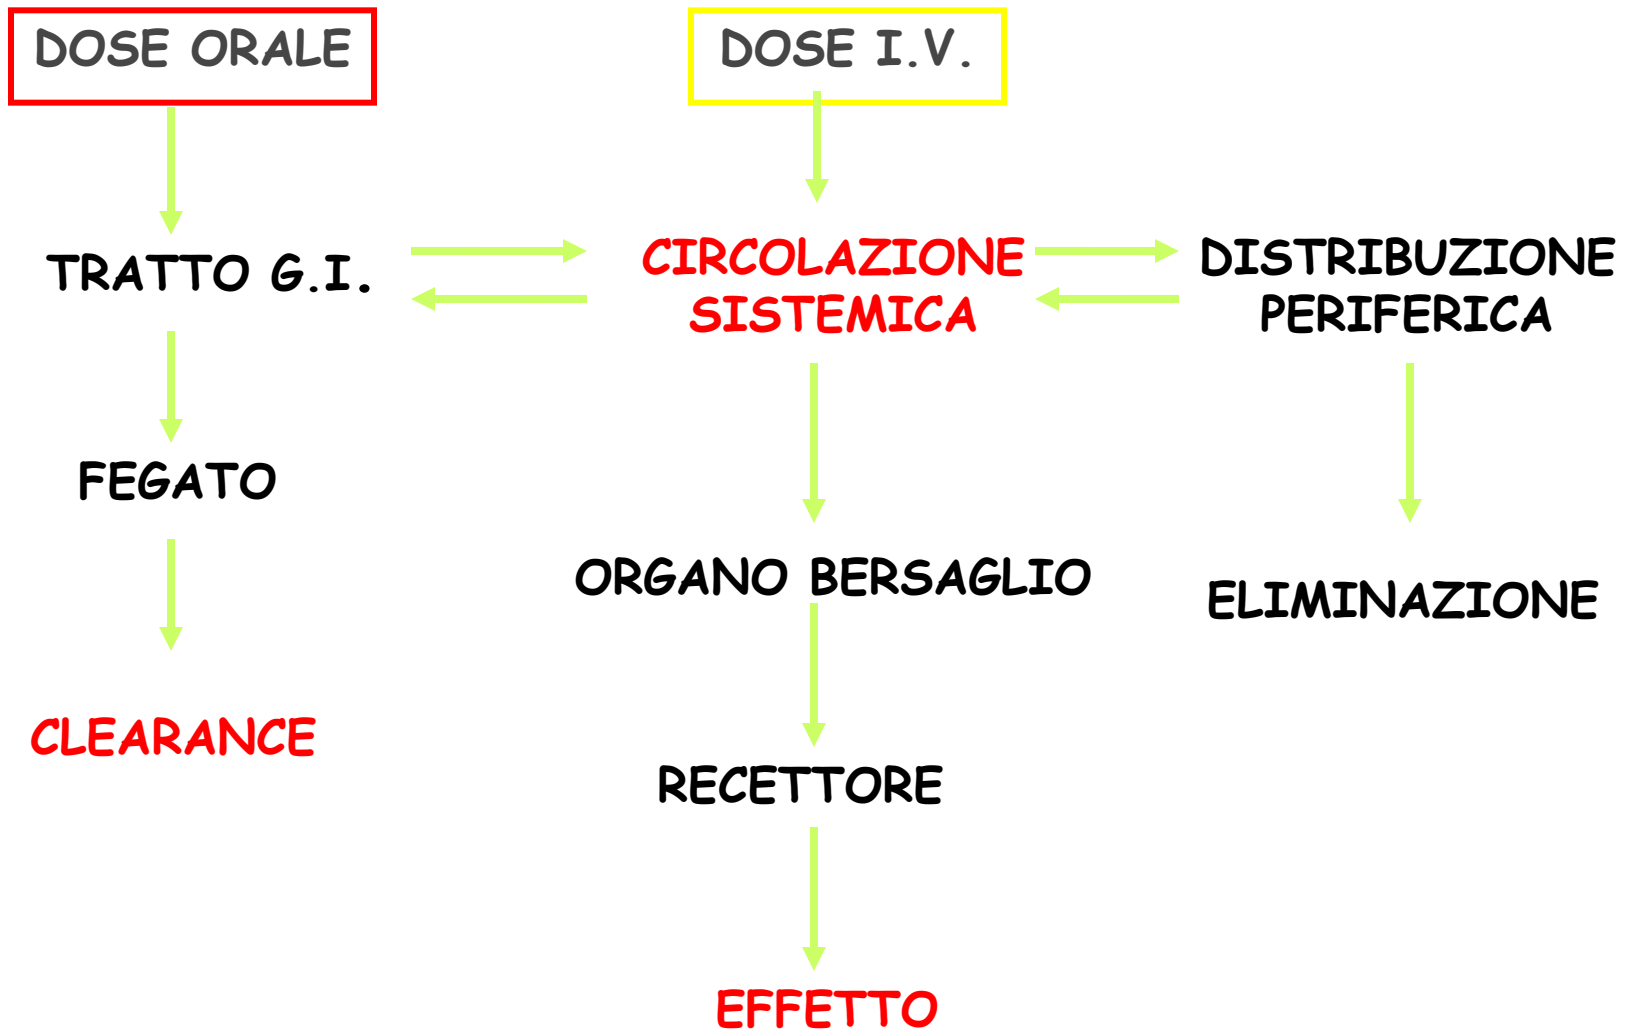 DOSE ORALE
DOSE I.V.
TRATTO G.I.
CIRCOLAZIONE
SISTEMICA
DISTRIBUZIONE
PERIFERICA
FEGATO
ORGANO BERSAGLIO
ELIMINAZIONE
CLEARANCE
RECETTORE
EFFETTO